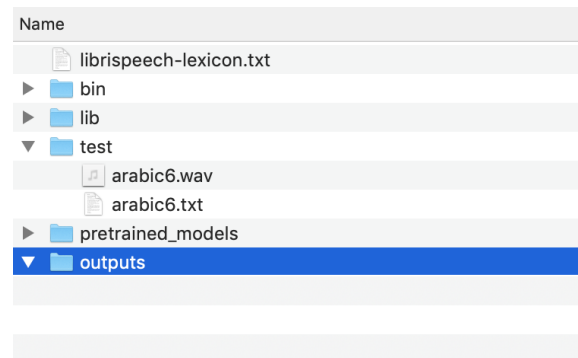 Name
librispeech-lexicon.txt
bin
lib
test
arabic6.wav
arabic6.txt
pretrained_models
outputs